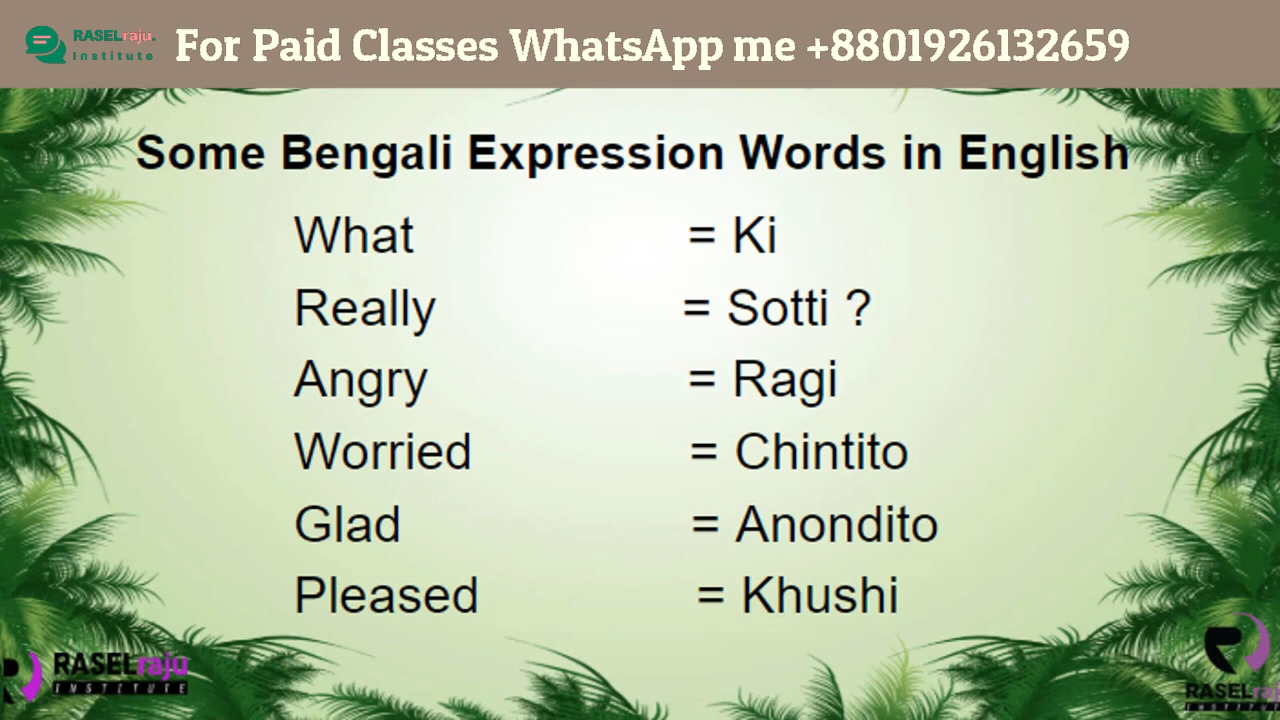 RASELraju.
Institute
For Paid Classes WhatsApp me +8801926132659
Some Bengali Expression Words in English
What = Ki
Really = Sotti ?
Angry = Ragi
Worried = Chintito
Glad = Anondito
Pleased = Khushi
RASELraju
INSTITUTE